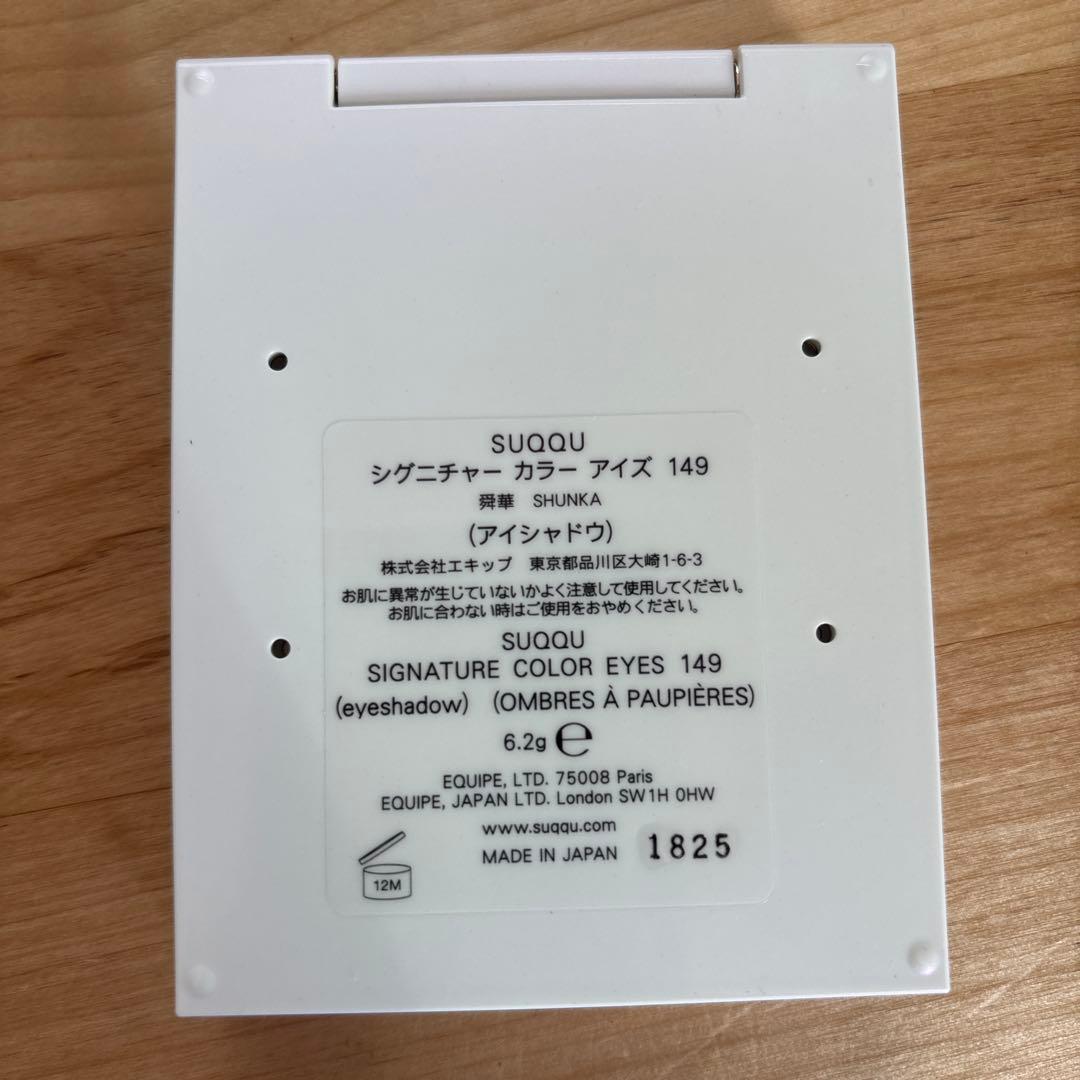 SUQQU
シグニチャー カラー アイズ 149
舜華 SHUNKA
(アイシャドウ)
株式会社エキップ 東京都品川区大崎1-6-3
お肌に異常が生じていないかよく注意して使用してください。
お肌に合わない時はご使用をおやめください。
SUQQU
SIGNATURE COLOR EYES 149
(eyeshadow) (OMBRES À PAUPIÈRES)
6.2g ℮
EQUIPE, LTD. 75008 Paris
EQUIPE, JAPAN LTD. London SW1H 0HW
www.suqqu.com
MADE IN JAPAN 1825
12M